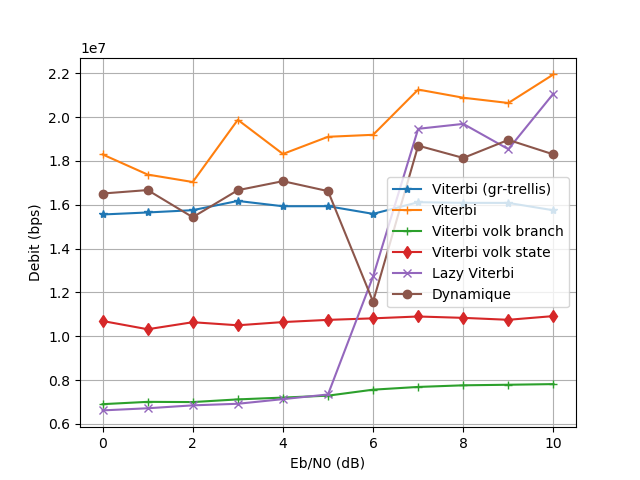 1e7
2.2
2.0
1.8
1.6
1.4
1.2
1.0
0.8
0.6
Debit (bps)
0 2 4 6 8 10
Eb/N0 (dB)
Viterbi (gr-trellis)
Viterbi
Viterbi volk branch
Viterbi volk state
Lazy Viterbi
Dynamique